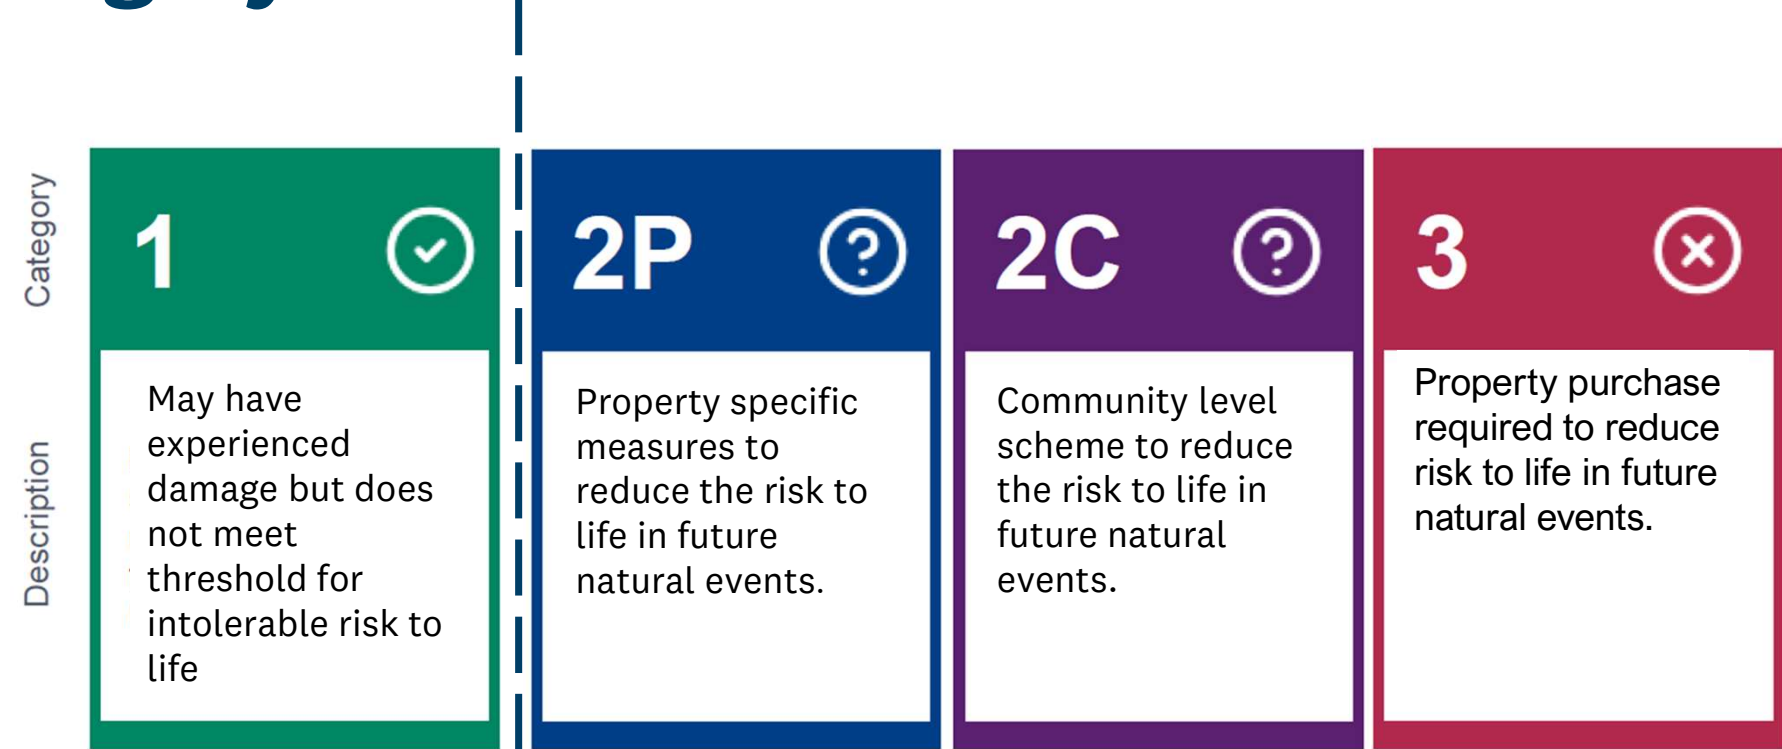 Category
1
2P
2C
3
Description
May have
experienced
damage but does
not meet
threshold for
intolerable risk to
life
Property specific
measures to
reduce the risk to
life in future
natural events.
Community level
scheme to reduce
the risk to life in
future natural
events.
Property purchase
required to reduce
risk to life in future
natural events.